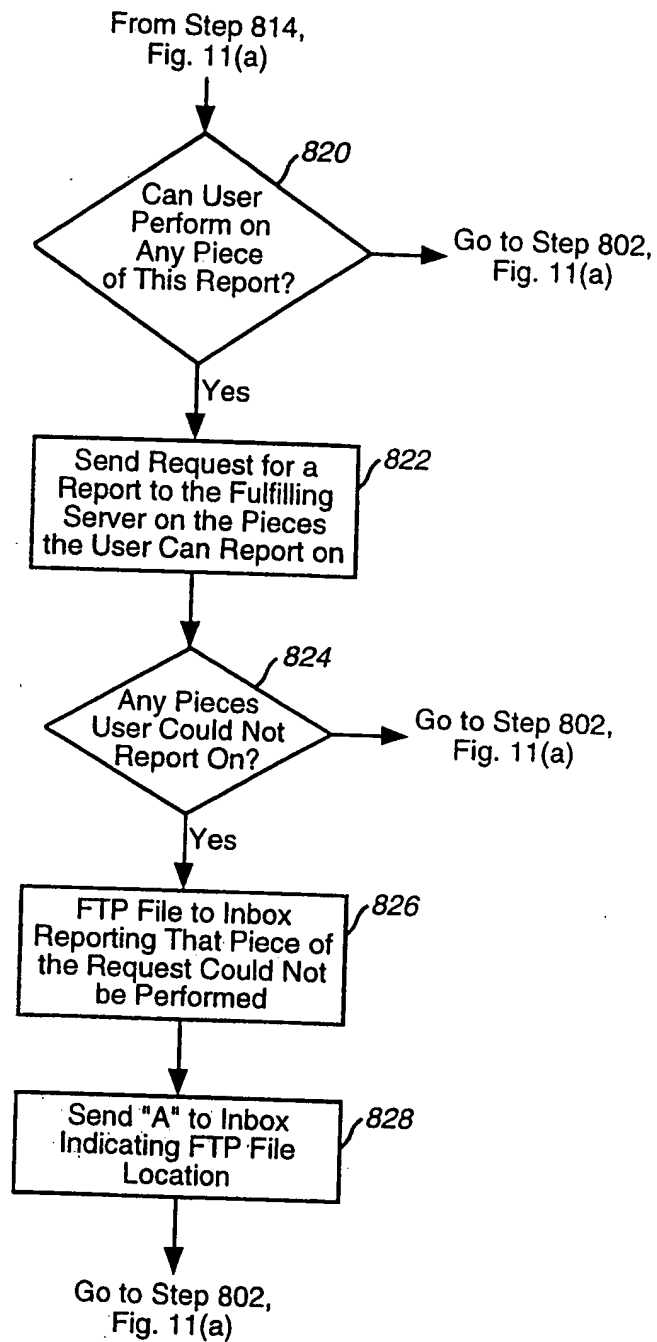 From Step 814,
Fig. 11(a)
820
Can User
Perform on
Any Piece
of This Report?
Go to Step 802,
Fig. 11(a)
Yes
Send Request for a
Report to the Fulfilling
Server on the Pieces
the User Can Report on
822
824
Any Pieces
User Could Not
Report On?
Go to Step 802,
Fig. 11(a)
Yes
FTP File to Inbox
Reporting That Piece of
the Request Could Not
be Performed
826
Send "A" to Inbox
Indicating FTP File
Location
828
Go to Step 802,
Fig. 11(a)